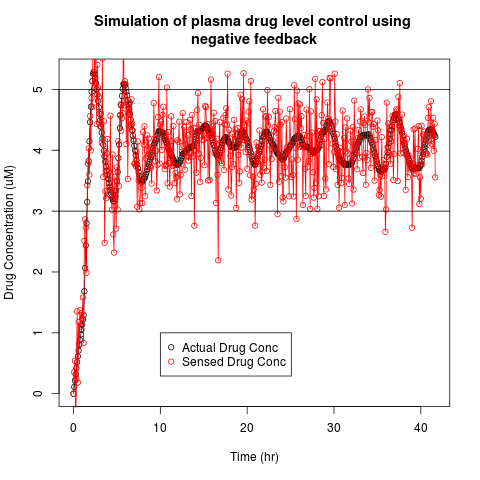 Simulation of plasma drug level control using
negative feedback
Drug Concentration (uM)
5
4
3
2
1
0
Actual Drug Conc
Sensed Drug Conc
0 10 20 30 40
Time (hr)